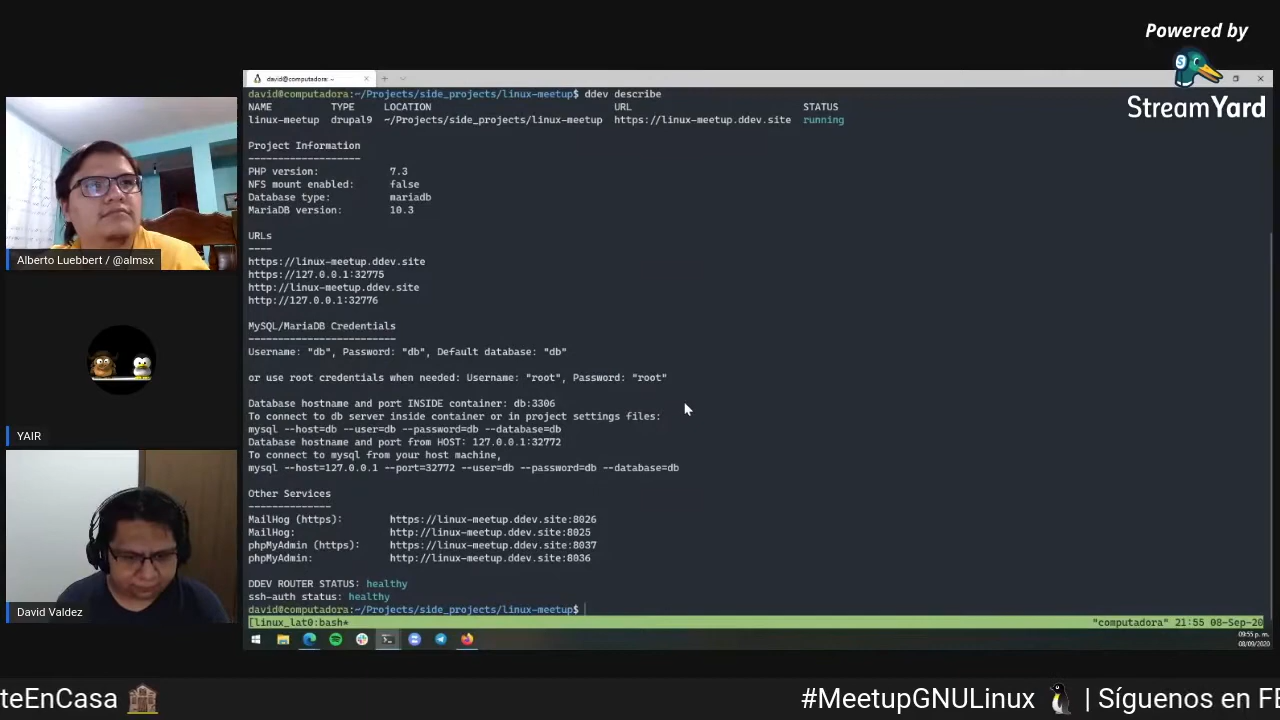 Powered by
StreamYard
david@computadora: ~
david@computadora:~/Projects/side_projects/linux-meetup$ ddev describe
NAME TYPE LOCATION URL STATUS
linux-meetup drupal9 ~/Projects/side_projects/linux-meetup https://linux-meetup.ddev.site running
Project Information
-------------------
PHP version: 7.3
NFS mount enabled: false
Database type: mariadb
MariaDB version: 10.3
URLs
----
https://linux-meetup.ddev.site
https://127.0.0.1:32775
http://linux-meetup.ddev.site
http://127.0.0.1:32776
MySQL/MariaDB Credentials
-------------------------
Username: "db", Password: "db", Default database: "db"
or use root credentials when needed: Username: "root", Password: "root"
Database hostname and port INSIDE container: db:3306
To connect to db server inside container or in project settings files:
mysql --host=db --user=db --password=db --database=db
Database hostname and port from HOST: 127.0.0.1:32772
To connect to mysql from your host machine,
mysql --host=127.0.0.1 --port=32772 --user=db --password=db --database=db
Other Services
--------------
MailHog (https): https://linux-meetup.ddev.site:8026
MailHog: http://linux-meetup.ddev.site:8025
phpMyAdmin (https): https://linux-meetup.ddev.site:8037
phpMyAdmin: http://linux-meetup.ddev.site:8036
DDEV ROUTER STATUS: healthy
ssh-auth status: healthy
david@computadora:~/Projects/side_projects/linux-meetup$
[linux_lat0:bash* "computadora" 21:55 08-Sep-20
09:55 p. m.
08/09/2020
Alberto Luebbert / @almsx
YAIR
David Valdez
teEnCasa #MeetupGNULinux | Síguenos en FE